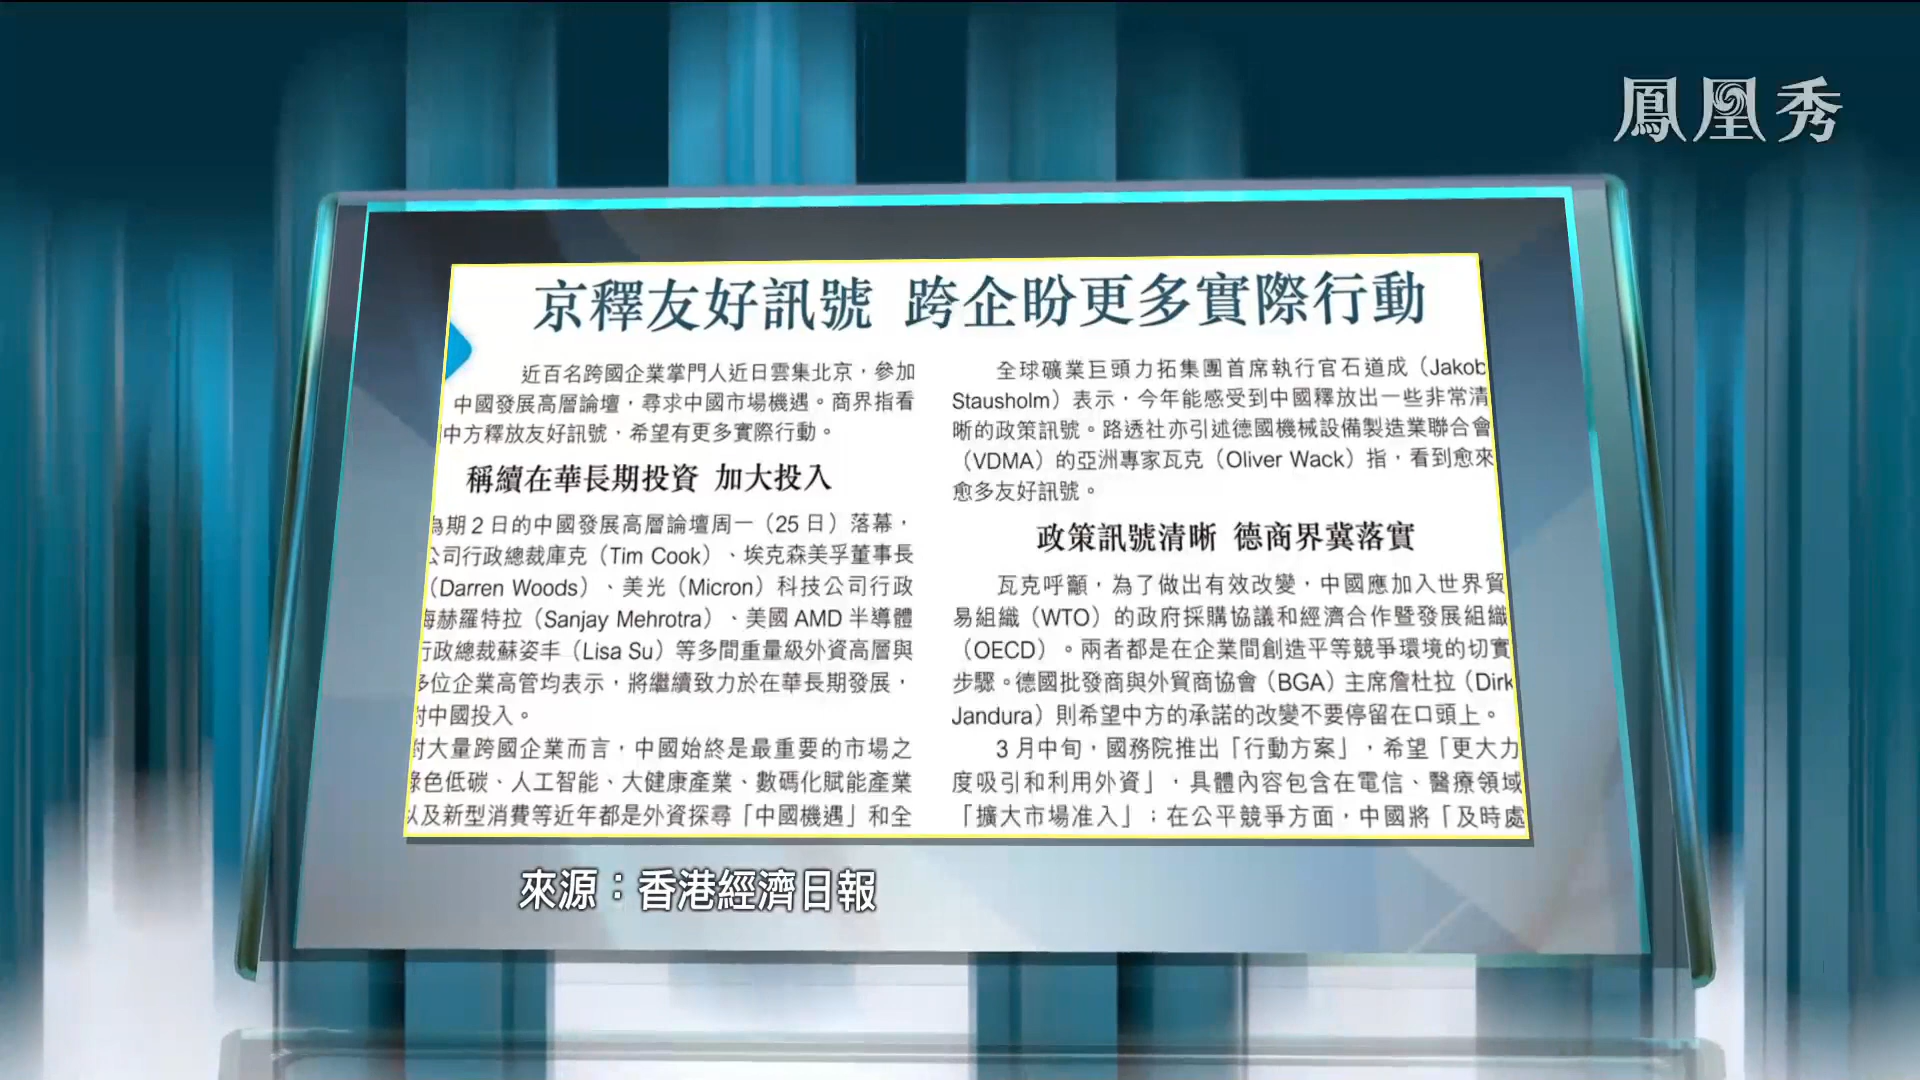 鳳凰秀
京釋友好訊號 跨企盼更多實際行動
近百名跨國企業掌門人近日雲集北京，參加
中國發展高層論壇，尋求中國市場機遇。商界指看
中方釋放友好訊號，希望有更多實際行動。
稱續在華長期投資 加大投入
為期2日的中國發展高層論壇周一（25日）落幕，
公司行政總裁庫克（Tim Cook）、埃克森美孚董事長
（Darren Woods）、美光（Micron）科技公司行政
梅赫羅特拉（Sanjay Mehrotra）、美國AMD半導體
行政總裁蘇姿丰（Lisa Su）等多間重量級外資高層與
多位企業高管均表示，將繼續致力於在華長期發展，
對中國投入。
對大量跨國企業而言，中國始終是最重要的市場之
綠色低碳、人工智能、大健康產業、數碼化賦能產業
以及新型消費等近年都是外資探尋「中國機遇」和全
全球礦業巨頭力拓集團首席執行官石道成（Jakob
Stausholm）表示，今年能感受到中國釋放出一些非常清
晰的政策訊號。路透社亦引述德國機械設備製造業聯合會
（VDMA）的亞洲專家瓦克（Oliver Wack）指，看到愈來
愈多友好訊號。
政策訊號清晰 德商界冀落實
瓦克呼籲，為了做出有效改變，中國應加入世界貿
易組織（WTO）的政府採購協議和經濟合作暨發展組織
（OECD）。兩者都是在企業間創造平等競爭環境的切實
步驟。德國批發商與外貿商協會（BGA）主席詹杜拉（Dirk
Jandura）則希望中方的承諾的改變不要停留在口頭上。
3月中旬，國務院推出「行動方案」，希望「更大力
度吸引和利用外資」，具體內容包含在電信、醫療領域
「擴大市場准入」；在公平競爭方面，中國將「及時處
來源：香港經濟日報